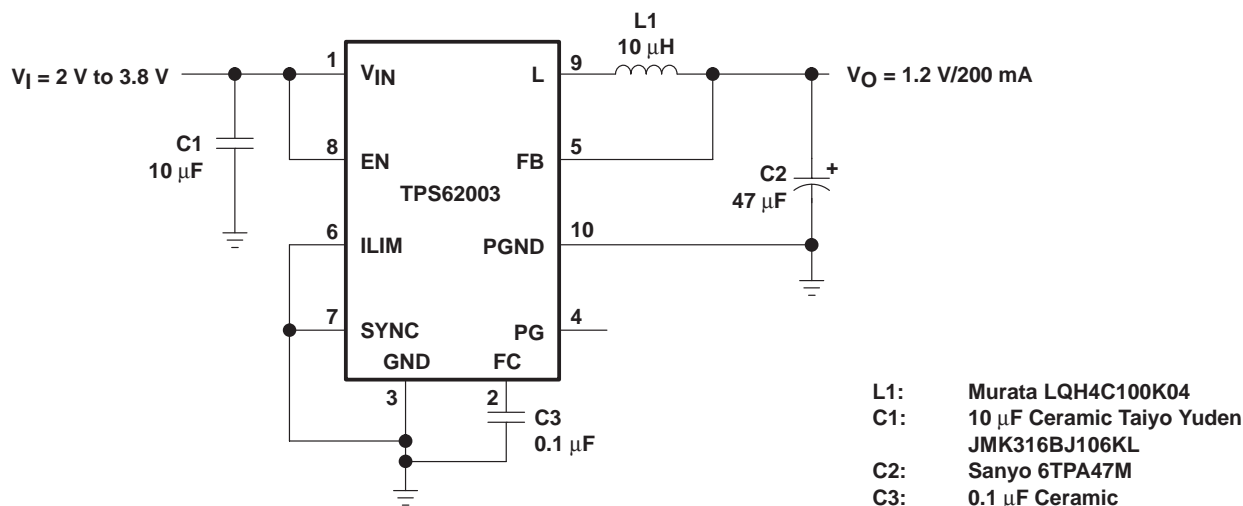 L1
10 μH
VI = 2 V to 3.8 V
1
VIN
L
9
VO = 1.2 V/200 mA
C1
10 μF
8
EN
FB
5
TPS62003
C2
47 μF
+
6
ILIM
PGND
10
7
SYNC
PG
4
GND
FC
3
2
C3
0.1 μF
L1: Murata LQH4C100K04
C1: 10 μF Ceramic Taiyo Yuden
JMK316BJ106KL
C2: Sanyo 6TPA47M
C3: 0.1 μF Ceramic